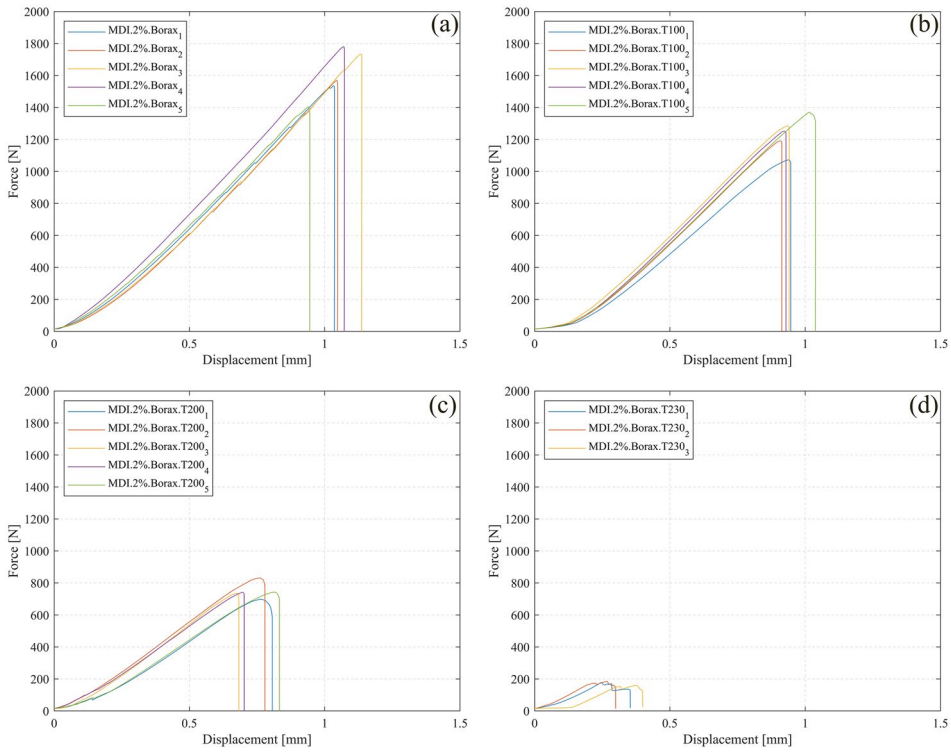 (a)
MDI.2%.Borax1
MDI.2%.Borax2
MDI.2%.Borax3
MDI.2%.Borax4
MDI.2%.Borax5
2000
1800
1600
1400
1200
1000
800
600
400
200
0
Force [N]
0 0.5 1 1.5
Displacement [mm]
(b)
MDI.2%.Borax.T1001
MDI.2%.Borax.T1002
MDI.2%.Borax.T1003
MDI.2%.Borax.T1004
MDI.2%.Borax.T1005
2000
1800
1600
1400
1200
1000
800
600
400
200
0
Force [N]
0 0.5 1 1.5
Displacement [mm]
(c)
MDI.2%.Borax.T2001
MDI.2%.Borax.T2002
MDI.2%.Borax.T2003
MDI.2%.Borax.T2004
MDI.2%.Borax.T2005
2000
1800
1600
1400
1200
1000
800
600
400
200
0
Force [N]
0 0.5 1 1.5
Displacement [mm]
(d)
MDI.2%.Borax.T2301
MDI.2%.Borax.T2302
MDI.2%.Borax.T2303
2000
1800
1600
1400
1200
1000
800
600
400
200
0
Force [N]
0 0.5 1 1.5
Displacement [mm]